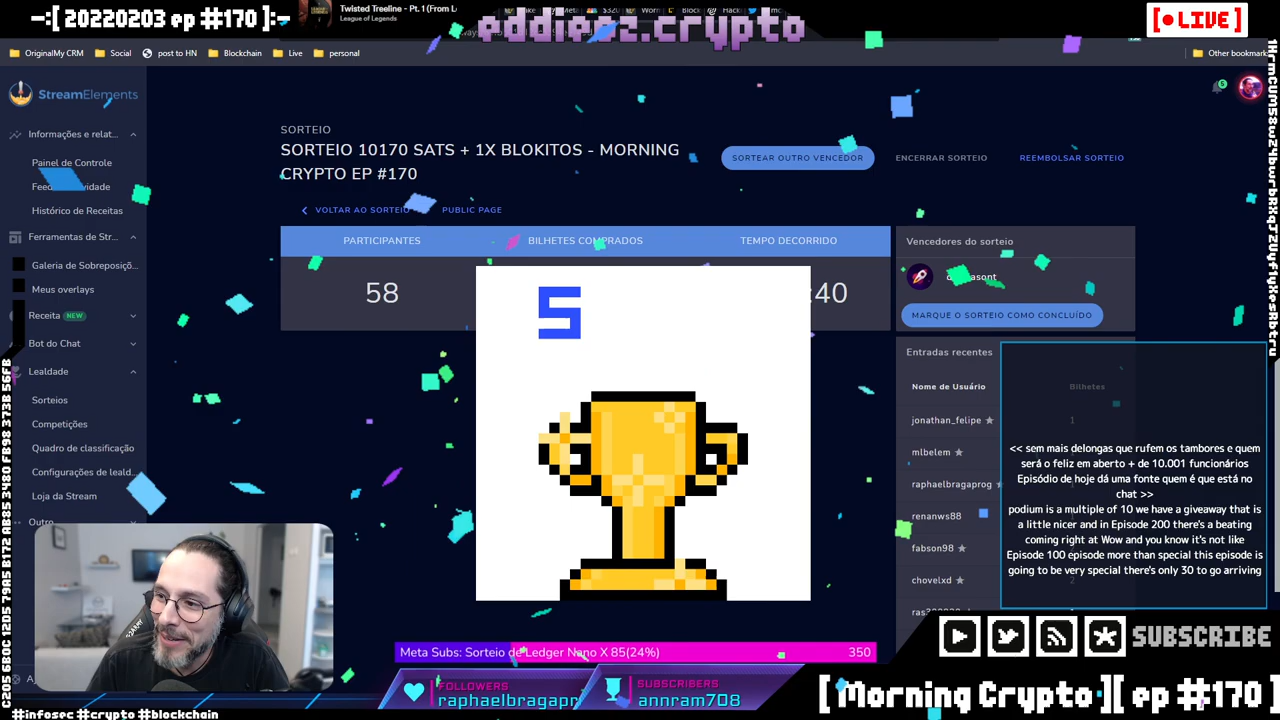 -:[ 20220203 ep #170 ]:-
Twisted Treeline - Pt. 1 (From L
League of Legends
$320
eddieoz.crypto
[•LIVE]
OriginalMy CRM
Social
post to HN
Blockchain
Live
personal
Other bookmark
StreamElements
Informações e relat...
Painel de Controle
Histórico de Receitas
Ferramentas de Str...
Galeria de Sobreposiçõ...
Meus overlays
Receita NEW
Bot do Chat
Lealdade
Sorteios
Competições
Quadro de classificação
Configurações de leald...
Loja da Stream
Outro
5
SORTEIO
SORTEIO 10170 SATS + 1X BLOKITOS - MORNING
CRYPTO EP #170
SORTEAR OUTRO VENCEDOR
ENCERRAR SORTEIO
REEMBOLSAR SORTEIO
VOLTAR AO SORTEIO
PUBLIC PAGE
PARTICIPANTES
BILHETES COMPRADOS
TEMPO DECORRIDO
58
:40
S
Vencedores do sorteio
MARQUE O SORTEIO COMO CONCLUÍDO
Entradas recentes
Nome de Usuário
Bilhetes
jonathan_felipe
1
mlbelem
raphaelbragaprog
renanws88
fabson98
chovelxd
2
<< sem mais delongas que rufem os tambores e quem
será o feliz em aberto + de 10.001 funcionários
Episódio de hoje dá uma fonte quem é que está no
chat >>
podium is a multiple of 10 we have a giveaway that is
a little nicer and in Episode 200 there's a beating
coming right at Wow and you know it's not like
Episode 100 episode more than special this episode is
going to be very special there's only 30 to go arriving
Meta Subs: Sorteio de Ledger Nano X 85(24%)
350
FOLLOWERS
raphaelbragapr
SUBSCRIBERS
annram708
SUBSCRIBE
[ Morning Crypto ][ ep #170 ]
#infosec #crypto #blockchain